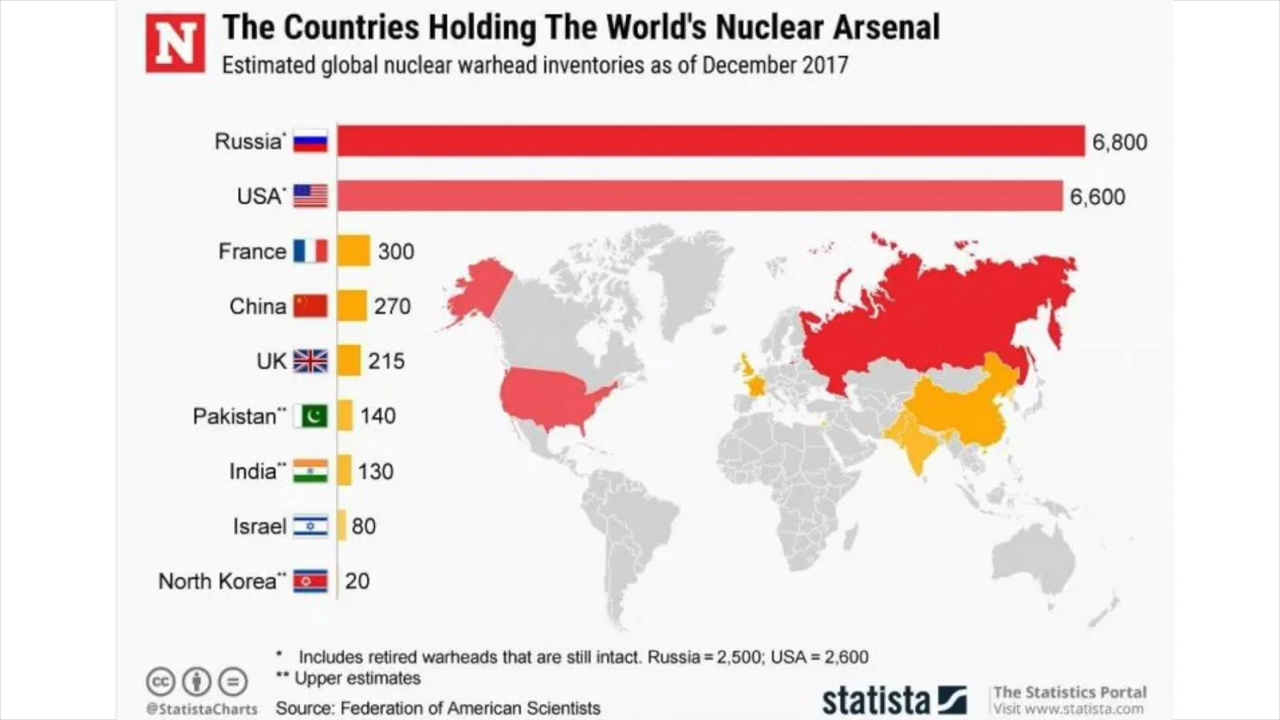 N
The Countries Holding The World's Nuclear Arsenal
Estimated global nuclear warhead inventories as of December 2017
Russia* 6,800
USA* 6,600
France 300
China 270
UK 215
Pakistan** 140
India** 130
Israel 80
North Korea** 20
* Includes retired warheads that are still intact. Russia = 2,500; USA = 2,600
** Upper estimates
cc
@StatistaCharts
Source: Federation of American Scientists
statista
The Statistics Portal
Visit www.statista.com